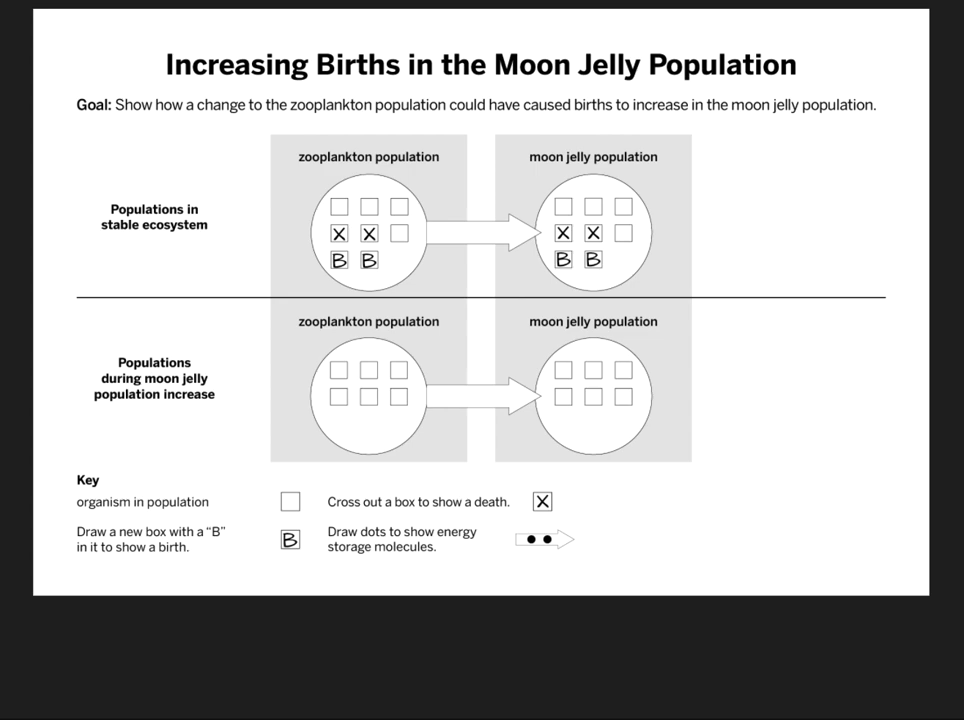 Increasing Births in the Moon Jelly Population
Goal: Show how a change to the zooplankton population could have caused births to increase in the moon jelly population.
zooplankton population
moon jelly population
Populations in
stable ecosystem
X X
X X
B B
B B
zooplankton population
moon jelly population
Populations
during moon jelly
population increase
Key
organism in population
Cross out a box to show a death.
X
Draw a new box with a “B”
in it to show a birth.
B
Draw dots to show energy
storage molecules.